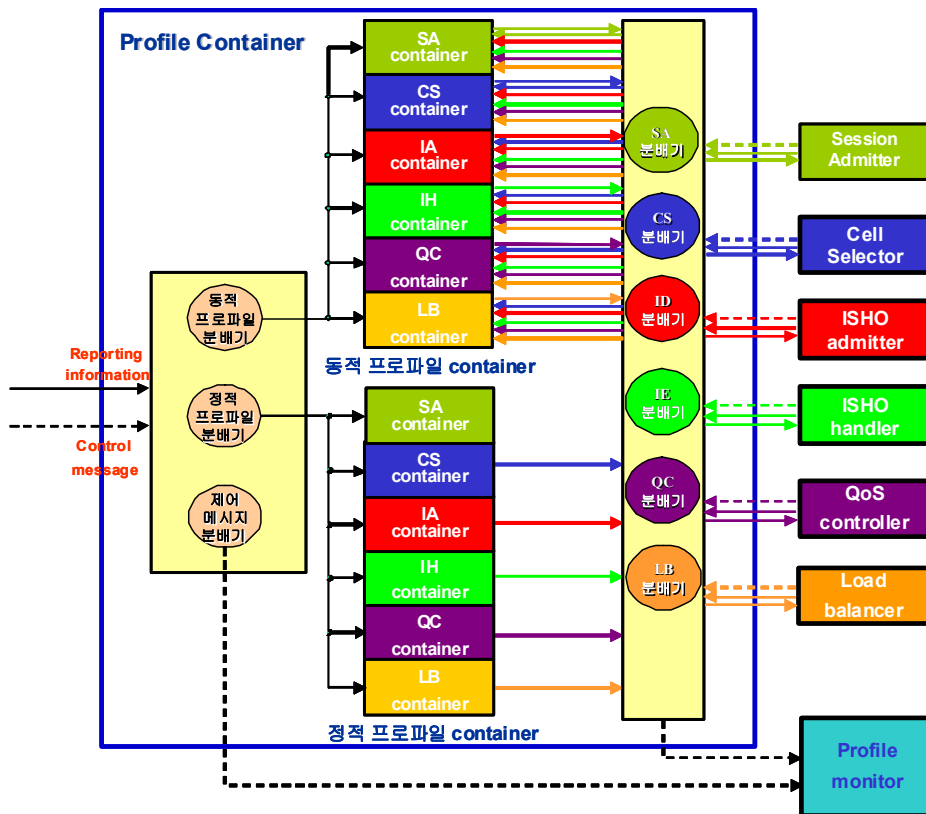 Profile Container
Reporting
information
Control
message
동적
프로파일
분배기
정적
프로파일
분배기
제어
메시지
분배기
SA
container
CS
container
IA
container
IH
container
QC
container
LB
container
동적 프로파일 container
SA
container
CS
container
IA
container
IH
container
QC
container
LB
container
정적 프로파일 container
SA
분배기
CS
분배기
ID
분배기
IE
분배기
QC
분배기
LB
분배기
Session
Admitter
Cell
Selector
ISHO
admitter
ISHO
handler
QoS
controller
Load
balancer
Profile
monitor